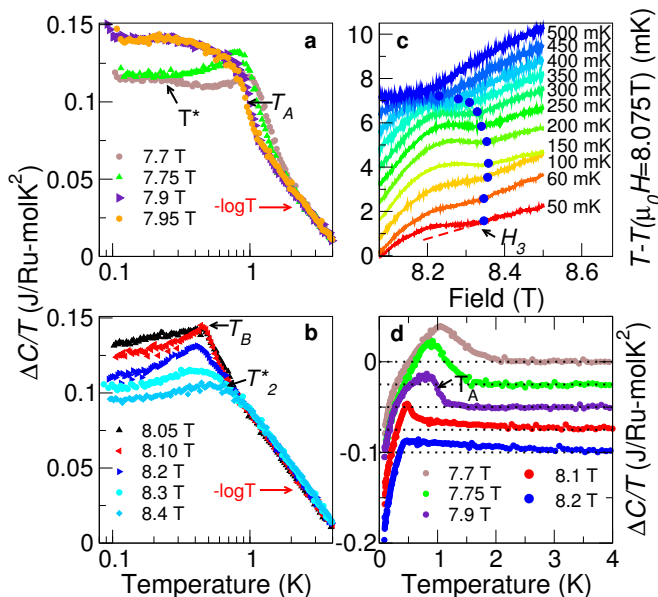 a
0.15
0.1
0.05
0
0.1
1
T*
T_A
7.7 T
7.75 T
7.9 T
7.95 T
-logT
ΔC/T (J/Ru-molK²)
b
0.15
0.1
0.05
0
0.1
1
T_B
T*_2
8.05 T
8.10 T
8.2 T
8.3 T
8.4 T
-logT
Temperature (K)
c
10
8
6
4
2
0
500 mK
450 mK
400 mK
350 mK
300 mK
250 mK
200 mK
150 mK
100 mK
60 mK
50 mK
H_3
8.2
8.4
8.6
Field (T)
T-T(μ_0H=8.075T) (mK)
d
0
-0.1
-0.2
T_A
7.7 T
7.75 T
7.9 T
8.1 T
8.2 T
0
1
2
3
4
Temperature (K)
ΔC/T (J/Ru-molK²)